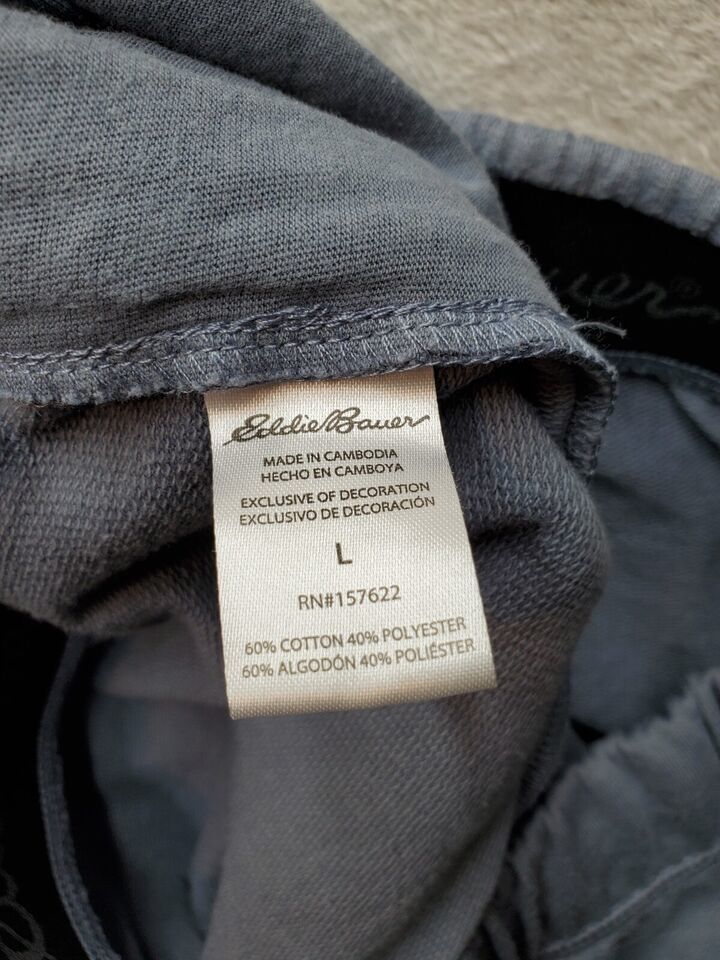 Eddie Bauer
MADE IN CAMBODIA
HECHO EN CAMBOYA
EXCLUSIVE OF DECORATION
EXCLUSIVO DE DECORACIÓN
L
RN#157622
60% COTTON 40% POLYESTER
60% ALGODÓN 40% POLIÉSTER